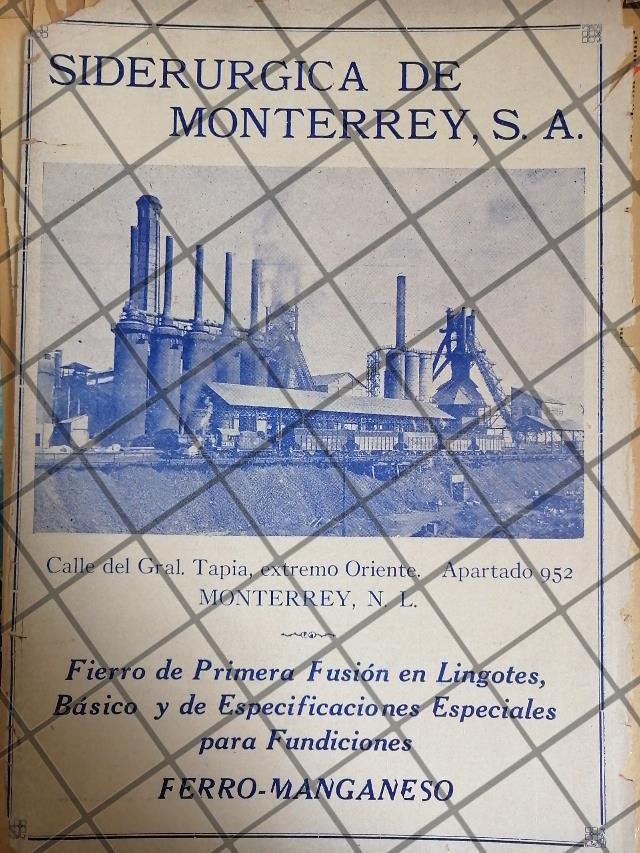 SIDERURGICA DE
MONTERREY, S. A.
Calle del Gral. Tapia, extremo Oriente. Apartado 952
MONTERREY, N. L.
Fierro de Primera Fusión en Lingotes,
Básico y de Especificaciones Especiales
para Fundiciones
FERRO-MANGANESO